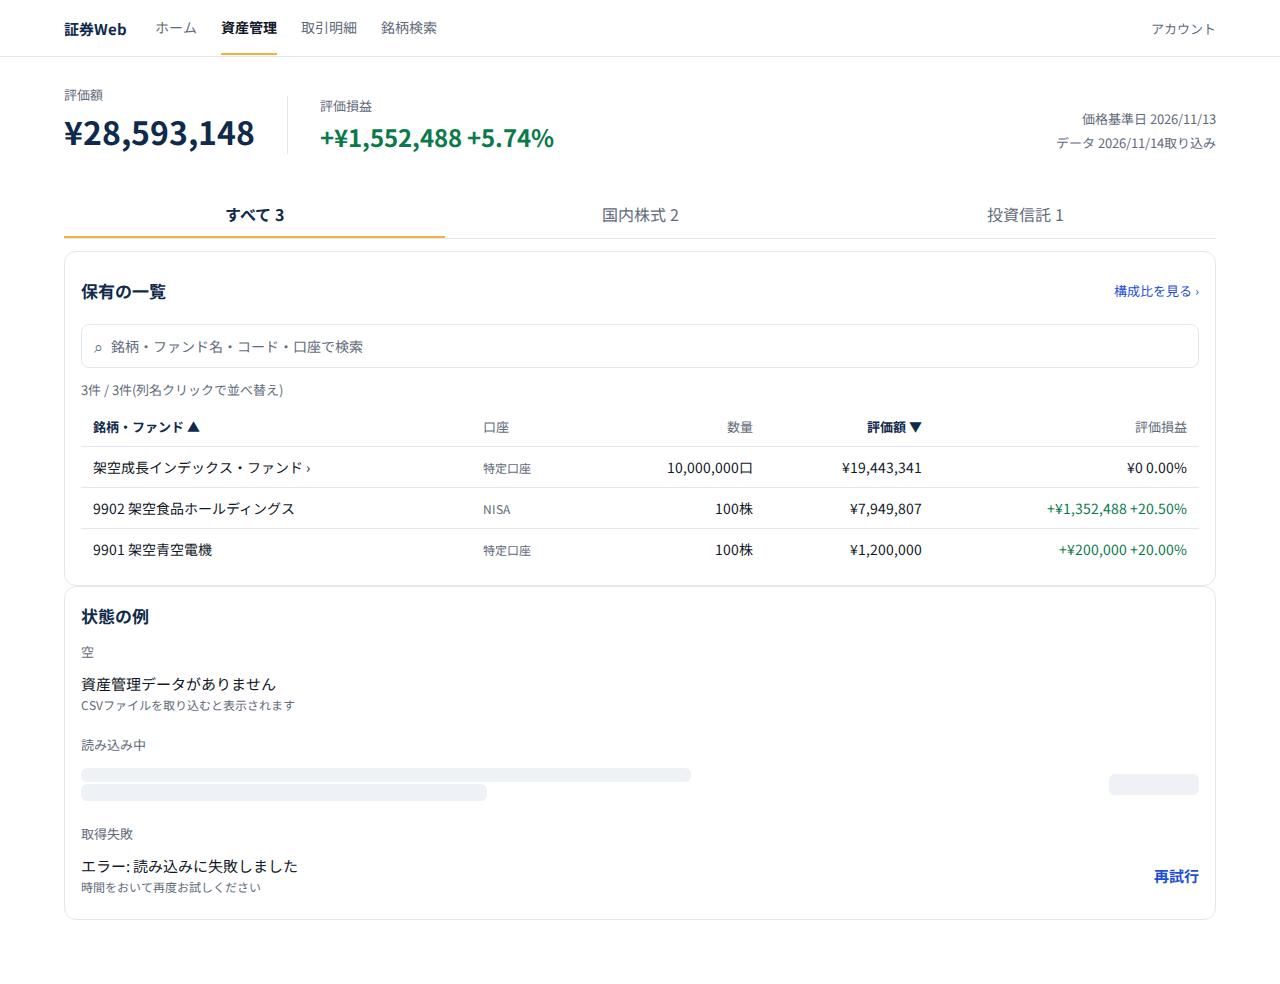 証券Web ホーム 資産管理 取引明細 銘柄検索 アカウント
評価額
¥28,593,148
評価損益
+¥1,552,488 +5.74%
価格基準日 2026/11/13
データ 2026/11/14取り込み
すべて 3 国内株式 2 投資信託 1
保有の一覧 構成比を見る ›
⌕ 銘柄・ファンド名・コード・口座で検索
3件 / 3件(列名クリックで並べ替え)
銘柄・ファンド ▲ 口座 数量 評価額 ▼ 評価損益
架空成長インデックス・ファンド › 特定口座 10,000,000口 ¥19,443,341 ¥0 0.00%
9902 架空食品ホールディングス NISA 100株 ¥7,949,807 +¥1,352,488 +20.50%
9901 架空青空電機 特定口座 100株 ¥1,200,000 +¥200,000 +20.00%
状態の例
空
資産管理データがありません
CSVファイルを取り込むと表示されます
読み込み中
取得失敗
エラー: 読み込みに失敗しました
時間をおいて再度お試しください
再試行